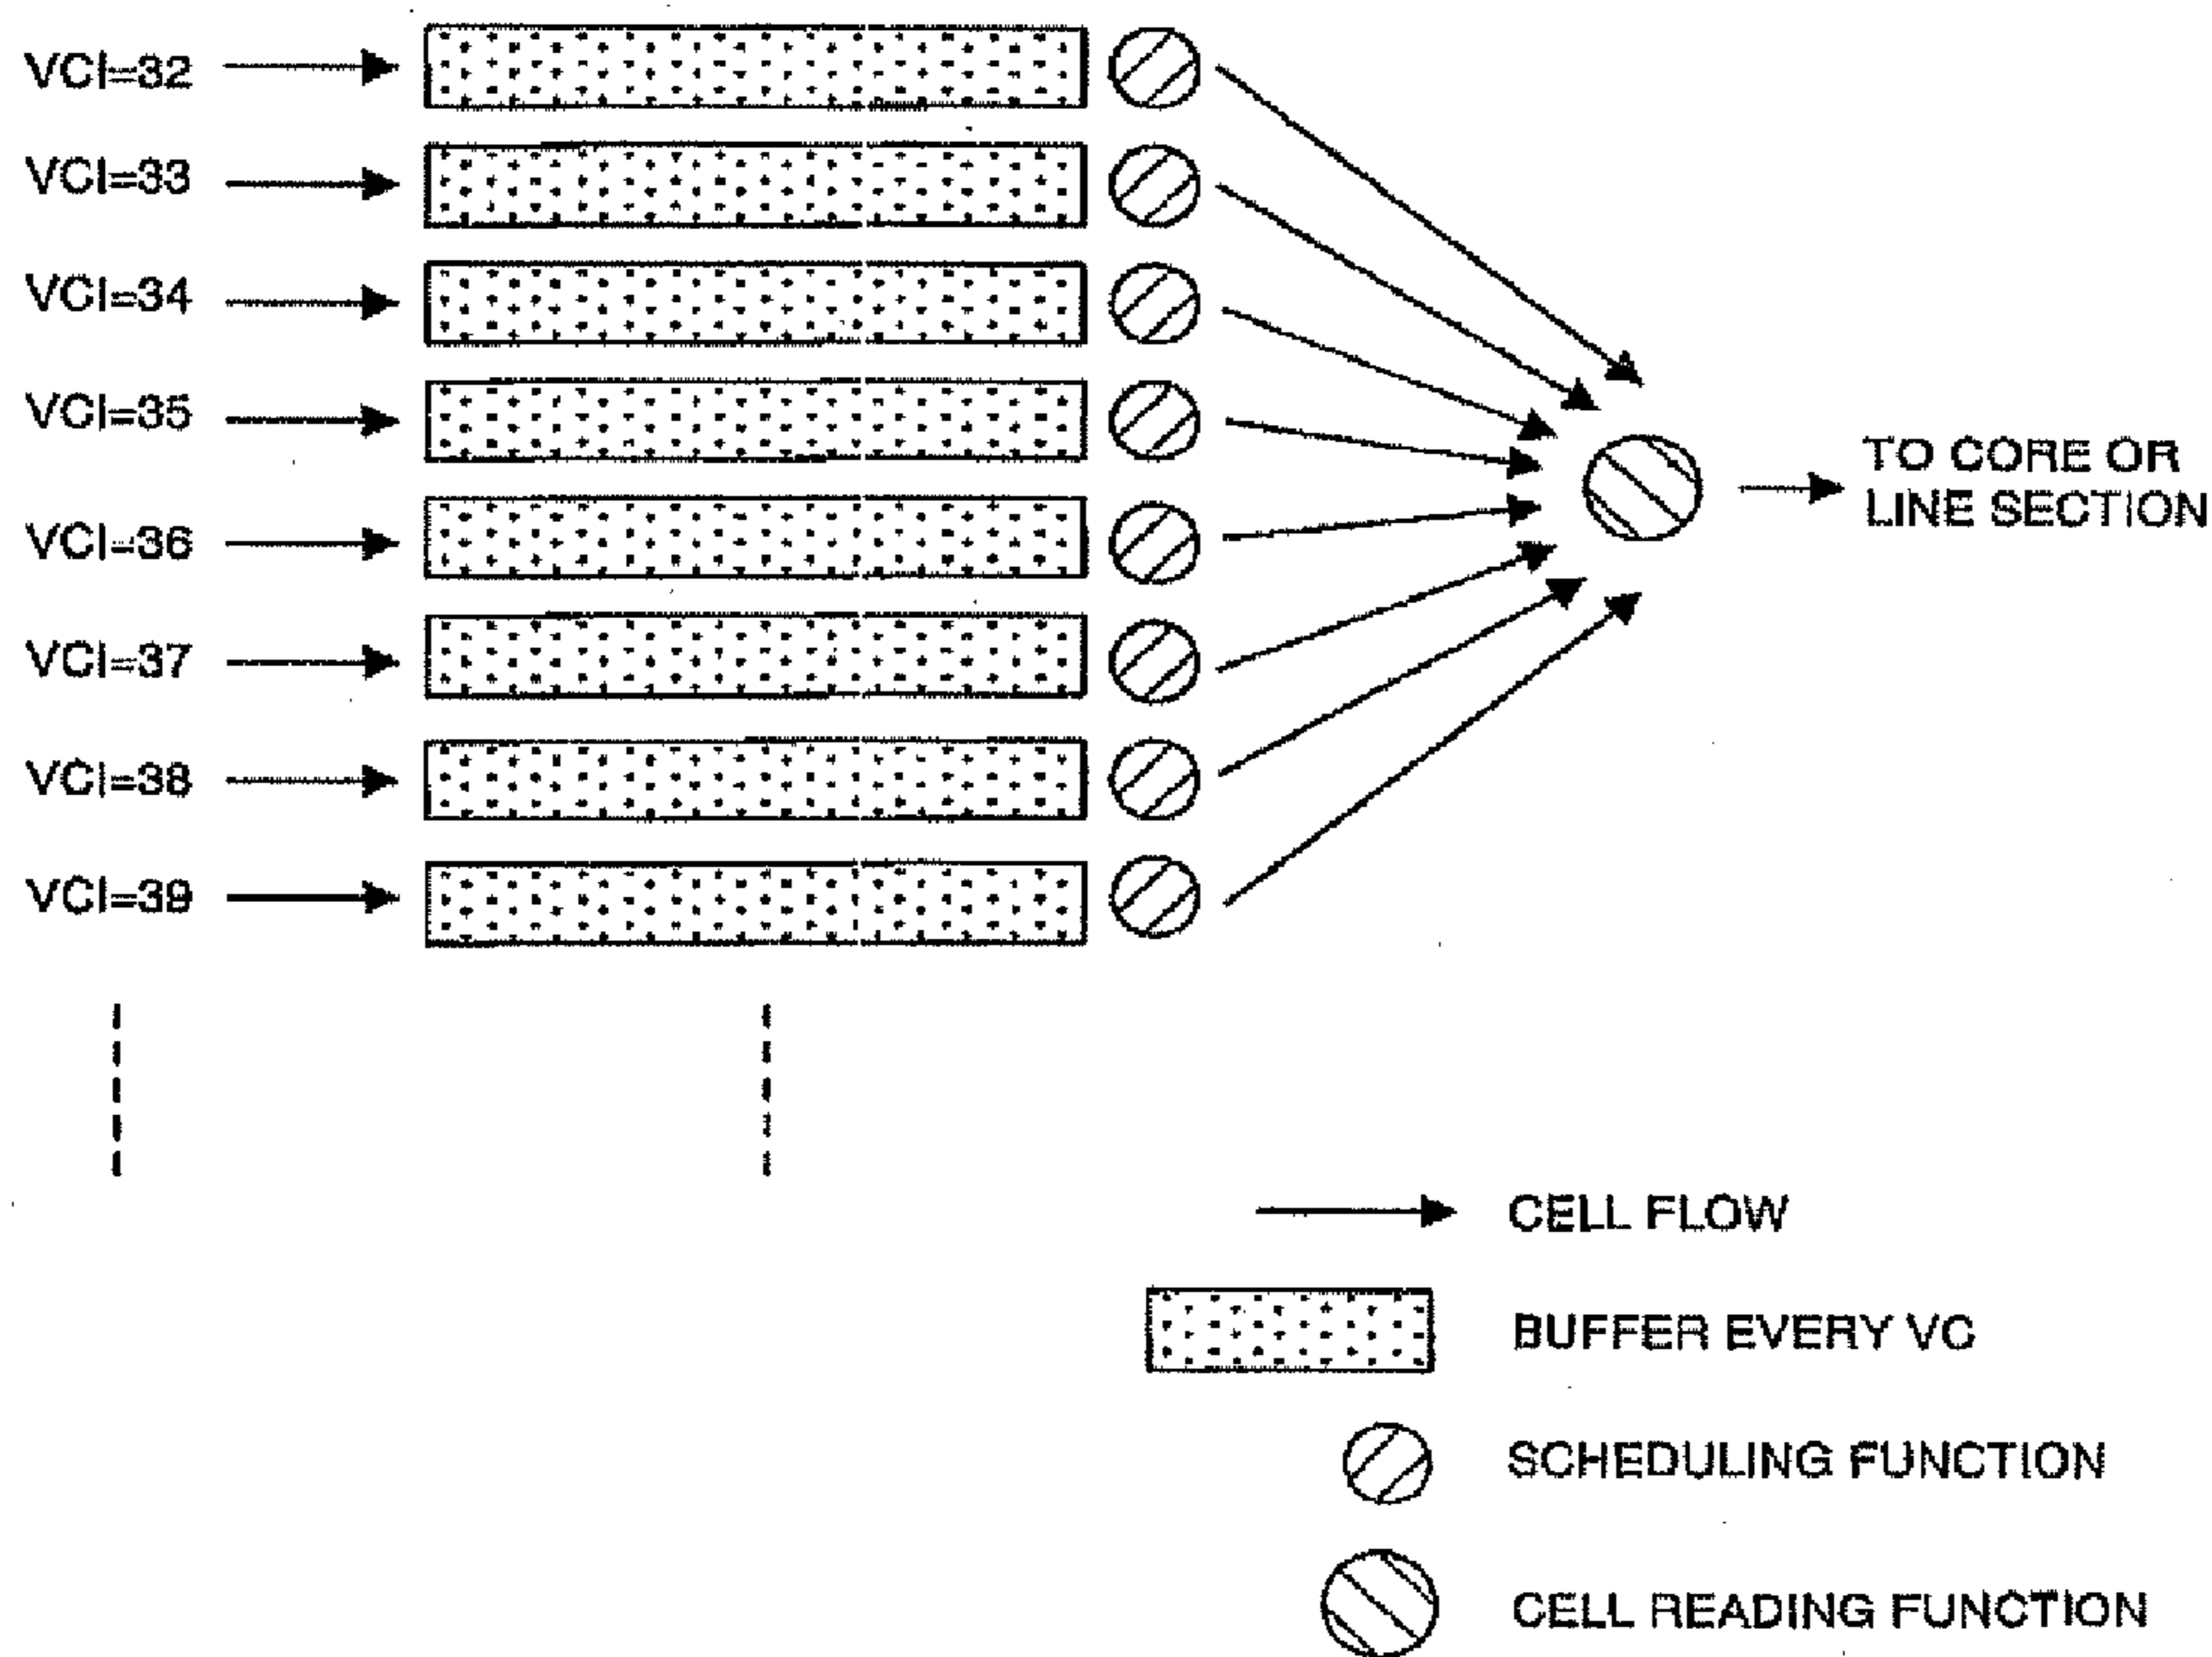 VCI=32
VCI=33
VCI=34
VCI=35
VCI=36
VCI=37
VCI=38
VCI=39
TO CORE OR
LINE SECTION
CELL FLOW
BUFFER EVERY VC
SCHEDULING FUNCTION
CELL READING FUNCTION